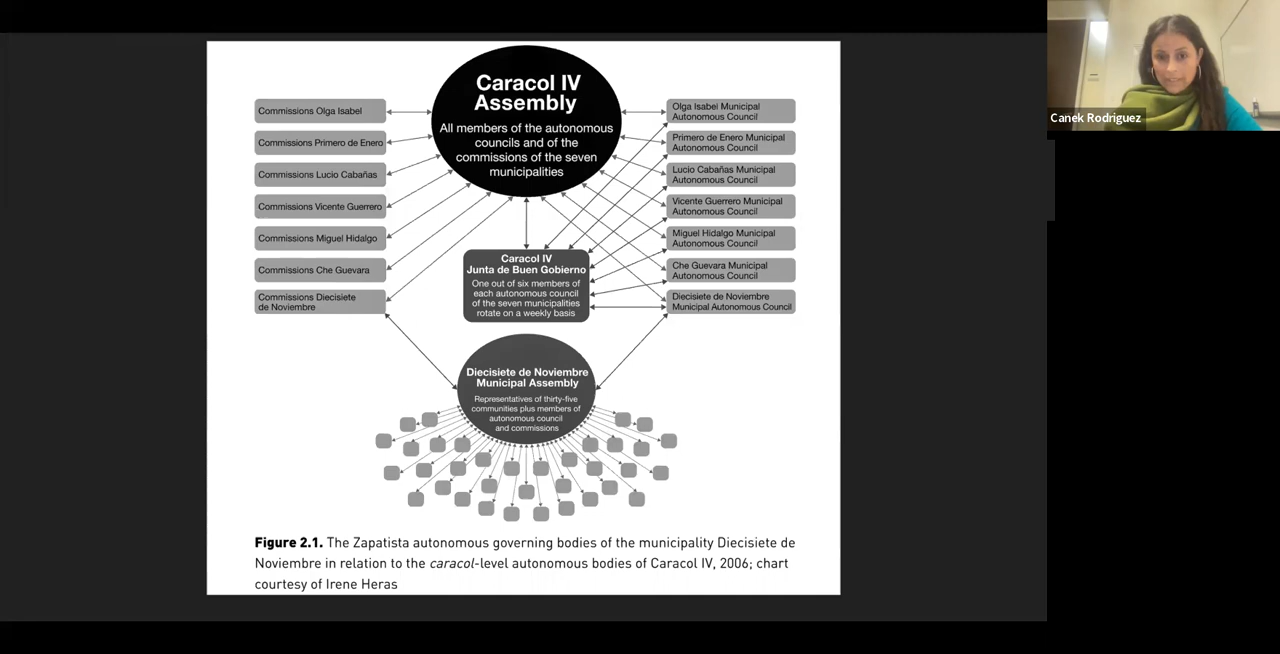 Caracol IV
Assembly
All members of the autonomous
councils and of the
commissions of the seven
municipalities
Commissions Olga Isabel
Commissions Primero de Enero
Commissions Lucio Cabañas
Commissions Vicente Guerrero
Commissions Miguel Hidalgo
Commissions Che Guevara
Commissions Diecisiete
de Noviembre
Olga Isabel Municipal
Autonomous Council
Primero de Enero Municipal
Autonomous Council
Lucio Cabañas Municipal
Autonomous Council
Vicente Guerrero Municipal
Autonomous Council
Miguel Hidalgo Municipal
Autonomous Council
Che Guevara Municipal
Autonomous Council
Diecisiete de Noviembre
Municipal Autonomous Council
Caracol IV
Junta de Buen Gobierno
One out of six members of
each autonomous council
of the seven municipalities
rotate on a weekly basis
Diecisiete de Noviembre
Municipal Assembly
Representatives of thirty-five
communities plus members of
autonomous council
and commissions
Figure 2.1. The Zapatista autonomous governing bodies of the municipality Diecisiete de
Noviembre in relation to the caracol-level autonomous bodies of Caracol IV, 2006; chart
courtesy of Irene Heras
Canek Rodriguez